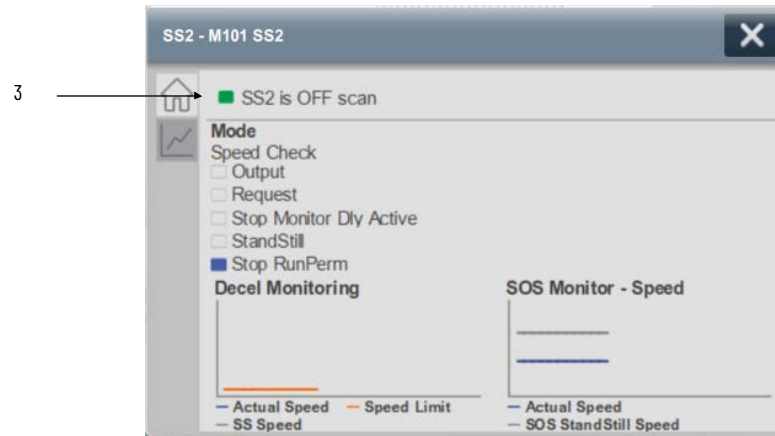 SS2 - M101 SS2
3
SS2 is OFF scan
Mode
Speed Check
Output
Request
Stop Monitor Dly Active
StandStill
Stop RunPerm
Decel Monitoring
SOS Monitor - Speed
Actual Speed
Speed Limit
SS Speed
Actual Speed
SOS StandStill Speed